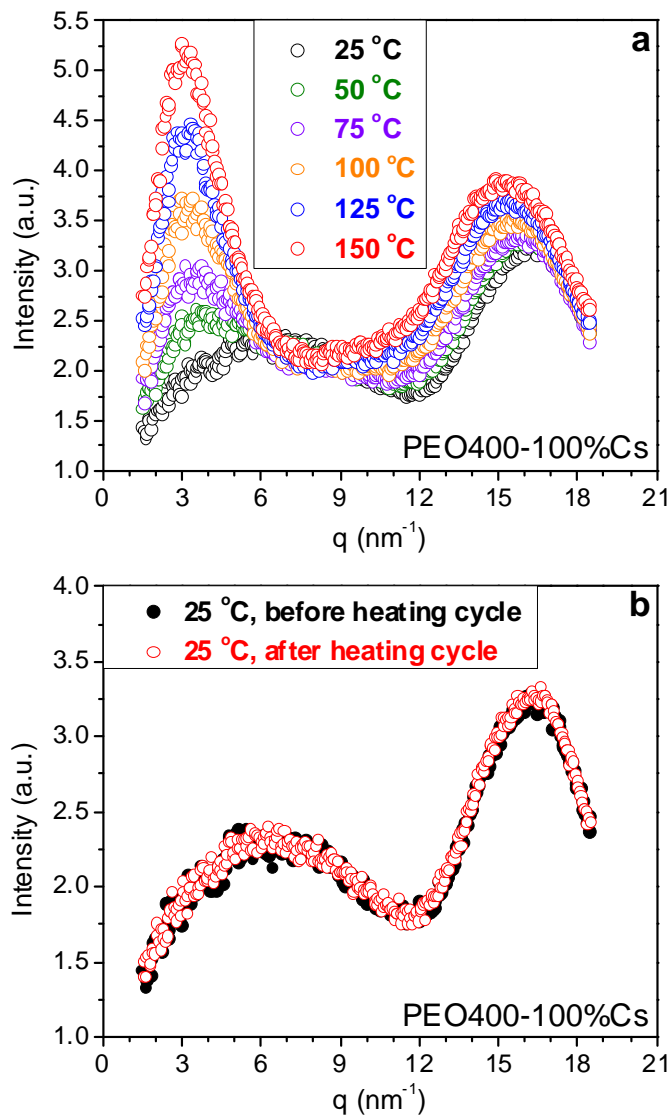 a
25 °C
50 °C
75 °C
100 °C
125 °C
150 °C
5.5
5.0
4.5
4.0
3.5
3.0
2.5
2.0
1.5
1.0
Intensity (a.u.)
PEO400-100%Cs
0 3 6 9 12 15 18 21
q (nm⁻¹)
b
25 °C, before heating cycle
25 °C, after heating cycle
4.0
3.5
3.0
2.5
2.0
1.5
1.0
Intensity (a.u.)
PEO400-100%Cs
0 3 6 9 12 15 18 21
q (nm⁻¹)